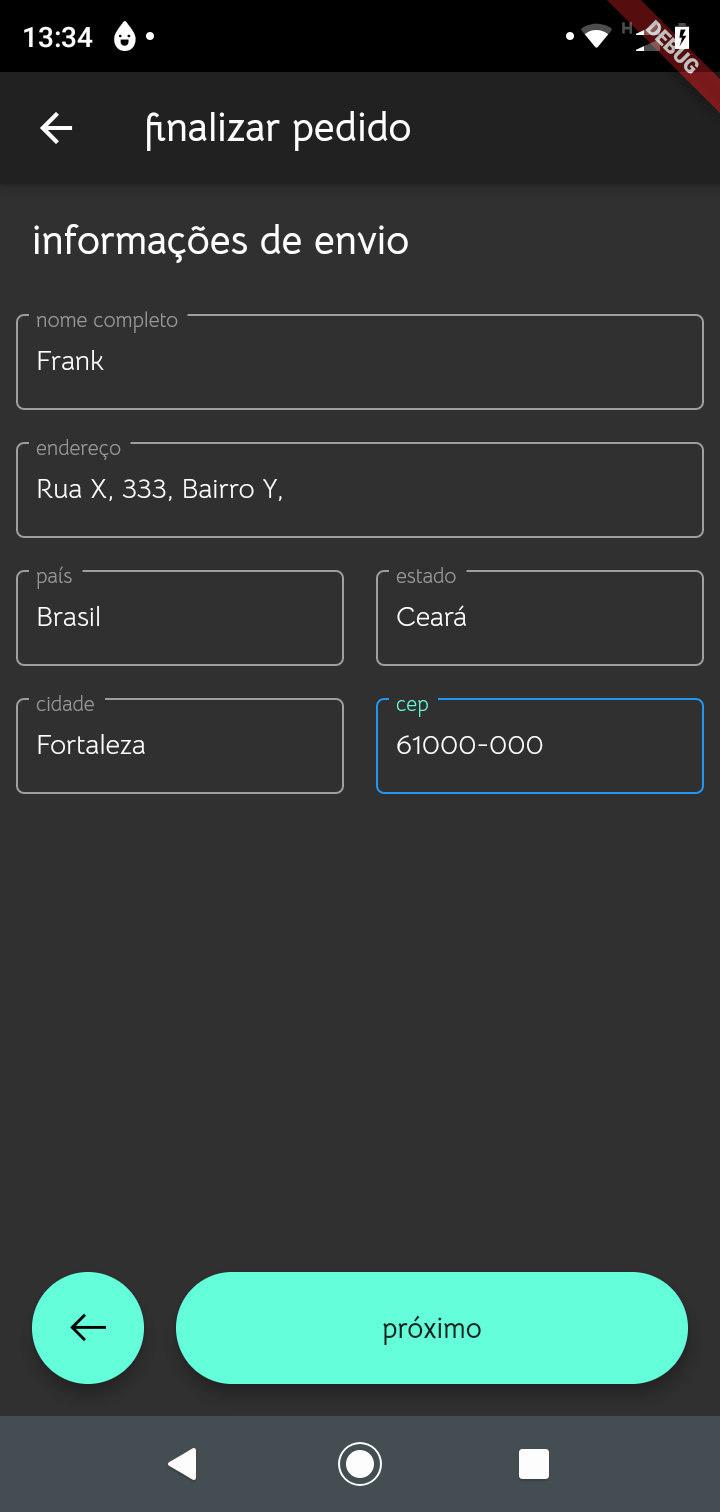 13:34
H
DEBUG
finalizar pedido
informações de envio
nome completo
Frank
endereço
Rua X, 333, Bairro Y,
país
Brasil
estado
Ceará
cidade
Fortaleza
cep
61000-000
próximo